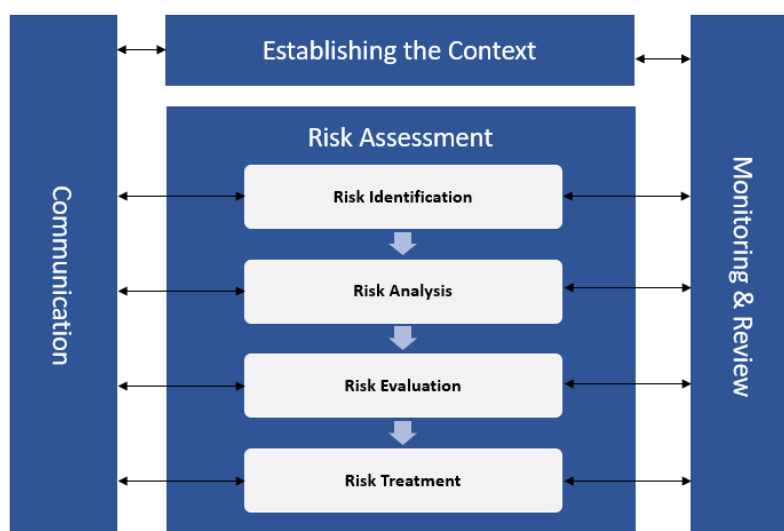 Establishing the Context
Communication
Risk Assessment
Risk Identification
Risk Analysis
Risk Evaluation
Risk Treatment
Monitoring & Review